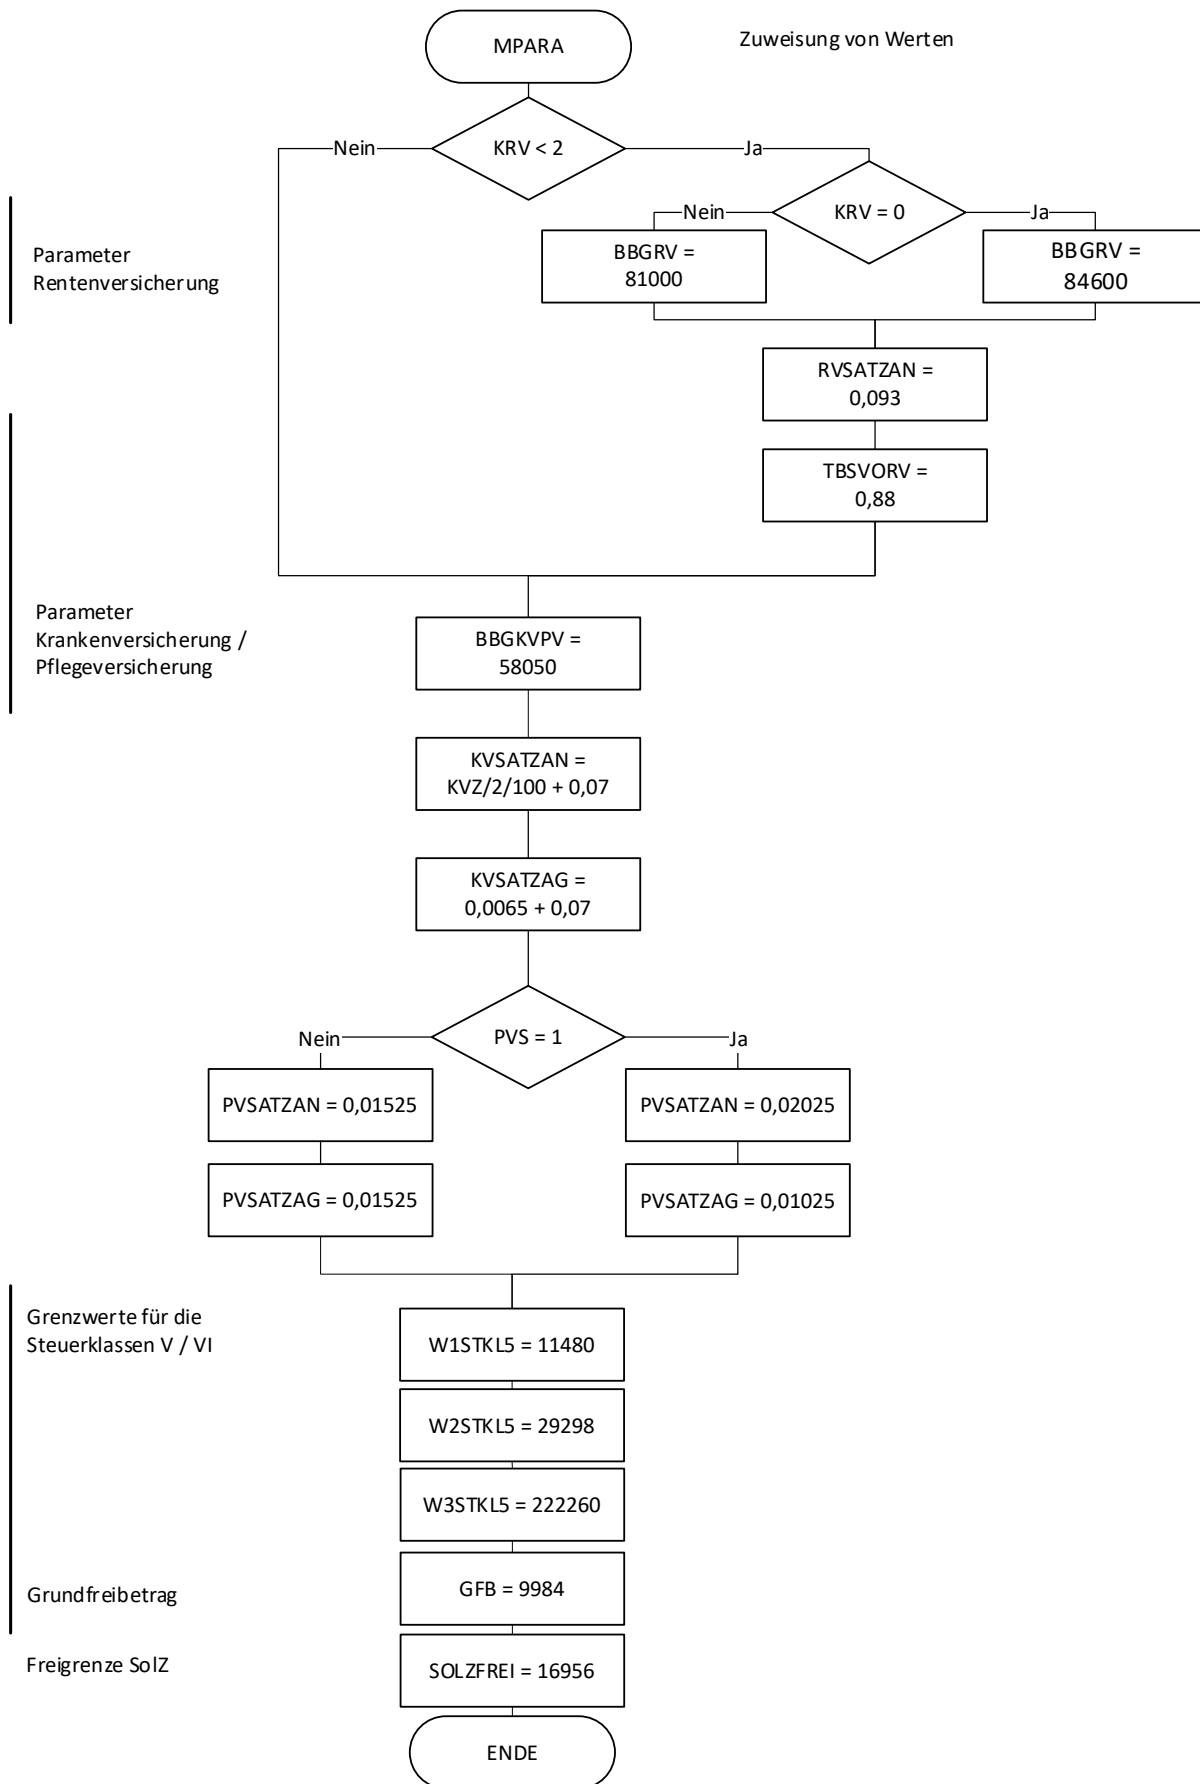 MPARA
Zuweisung von Werten
Nein
KRV < 2
Ja
Nein
KRV = 0
Ja
Parameter
Rentenversicherung
BBGRV =
81000
BBGRV =
84600
RVSATZAN =
0,093
TBSVORV =
0,88
Parameter
Krankenversicherung /
Pflegeversicherung
BBGKVPV =
58050
KVSATZAN =
KVZ/2/100 + 0,07
KVSATZAG =
0,0065 + 0,07
Nein
PVS = 1
Ja
PVSATZAN = 0,01525
PVSATZAN = 0,02025
PVSATZAG = 0,01525
PVSATZAG = 0,01025
Grenzwerte für die
Steuerklassen V / VI
W1STKL5 = 11480
W2STKL5 = 29298
W3STKL5 = 222260
Grundfreibetrag
GFB = 9984
Freigrenze SolZ
SOLZFREI = 16956
ENDE